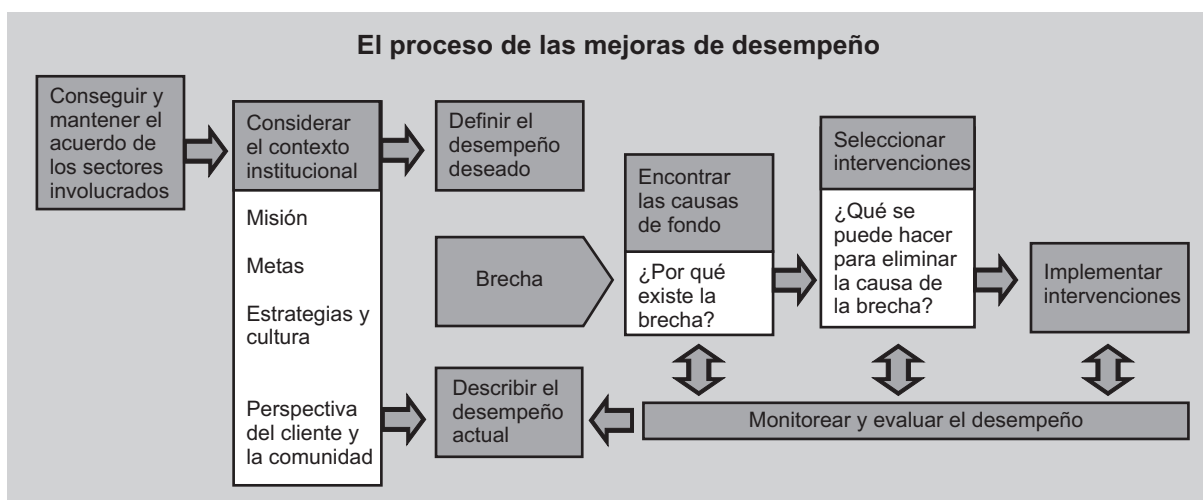 El proceso de las mejoras de desempeño
Conseguir y
mantener el
acuerdo de
los sectores
involucrados
Considerar
el contexto
institucional
Misión
Metas
Estrategias y
cultura
Perspectiva
del cliente y
la comunidad
Definir el
desempeño
deseado
Brecha
Describir el
desempeño
actual
Encontrar
las causas
de fondo
¿Por qué
existe la
brecha?
Seleccionar
intervenciones
¿Qué se
puede hacer
para eliminar
la causa de
la brecha?
Implementar
intervenciones
Monitorear y evaluar el desempeño